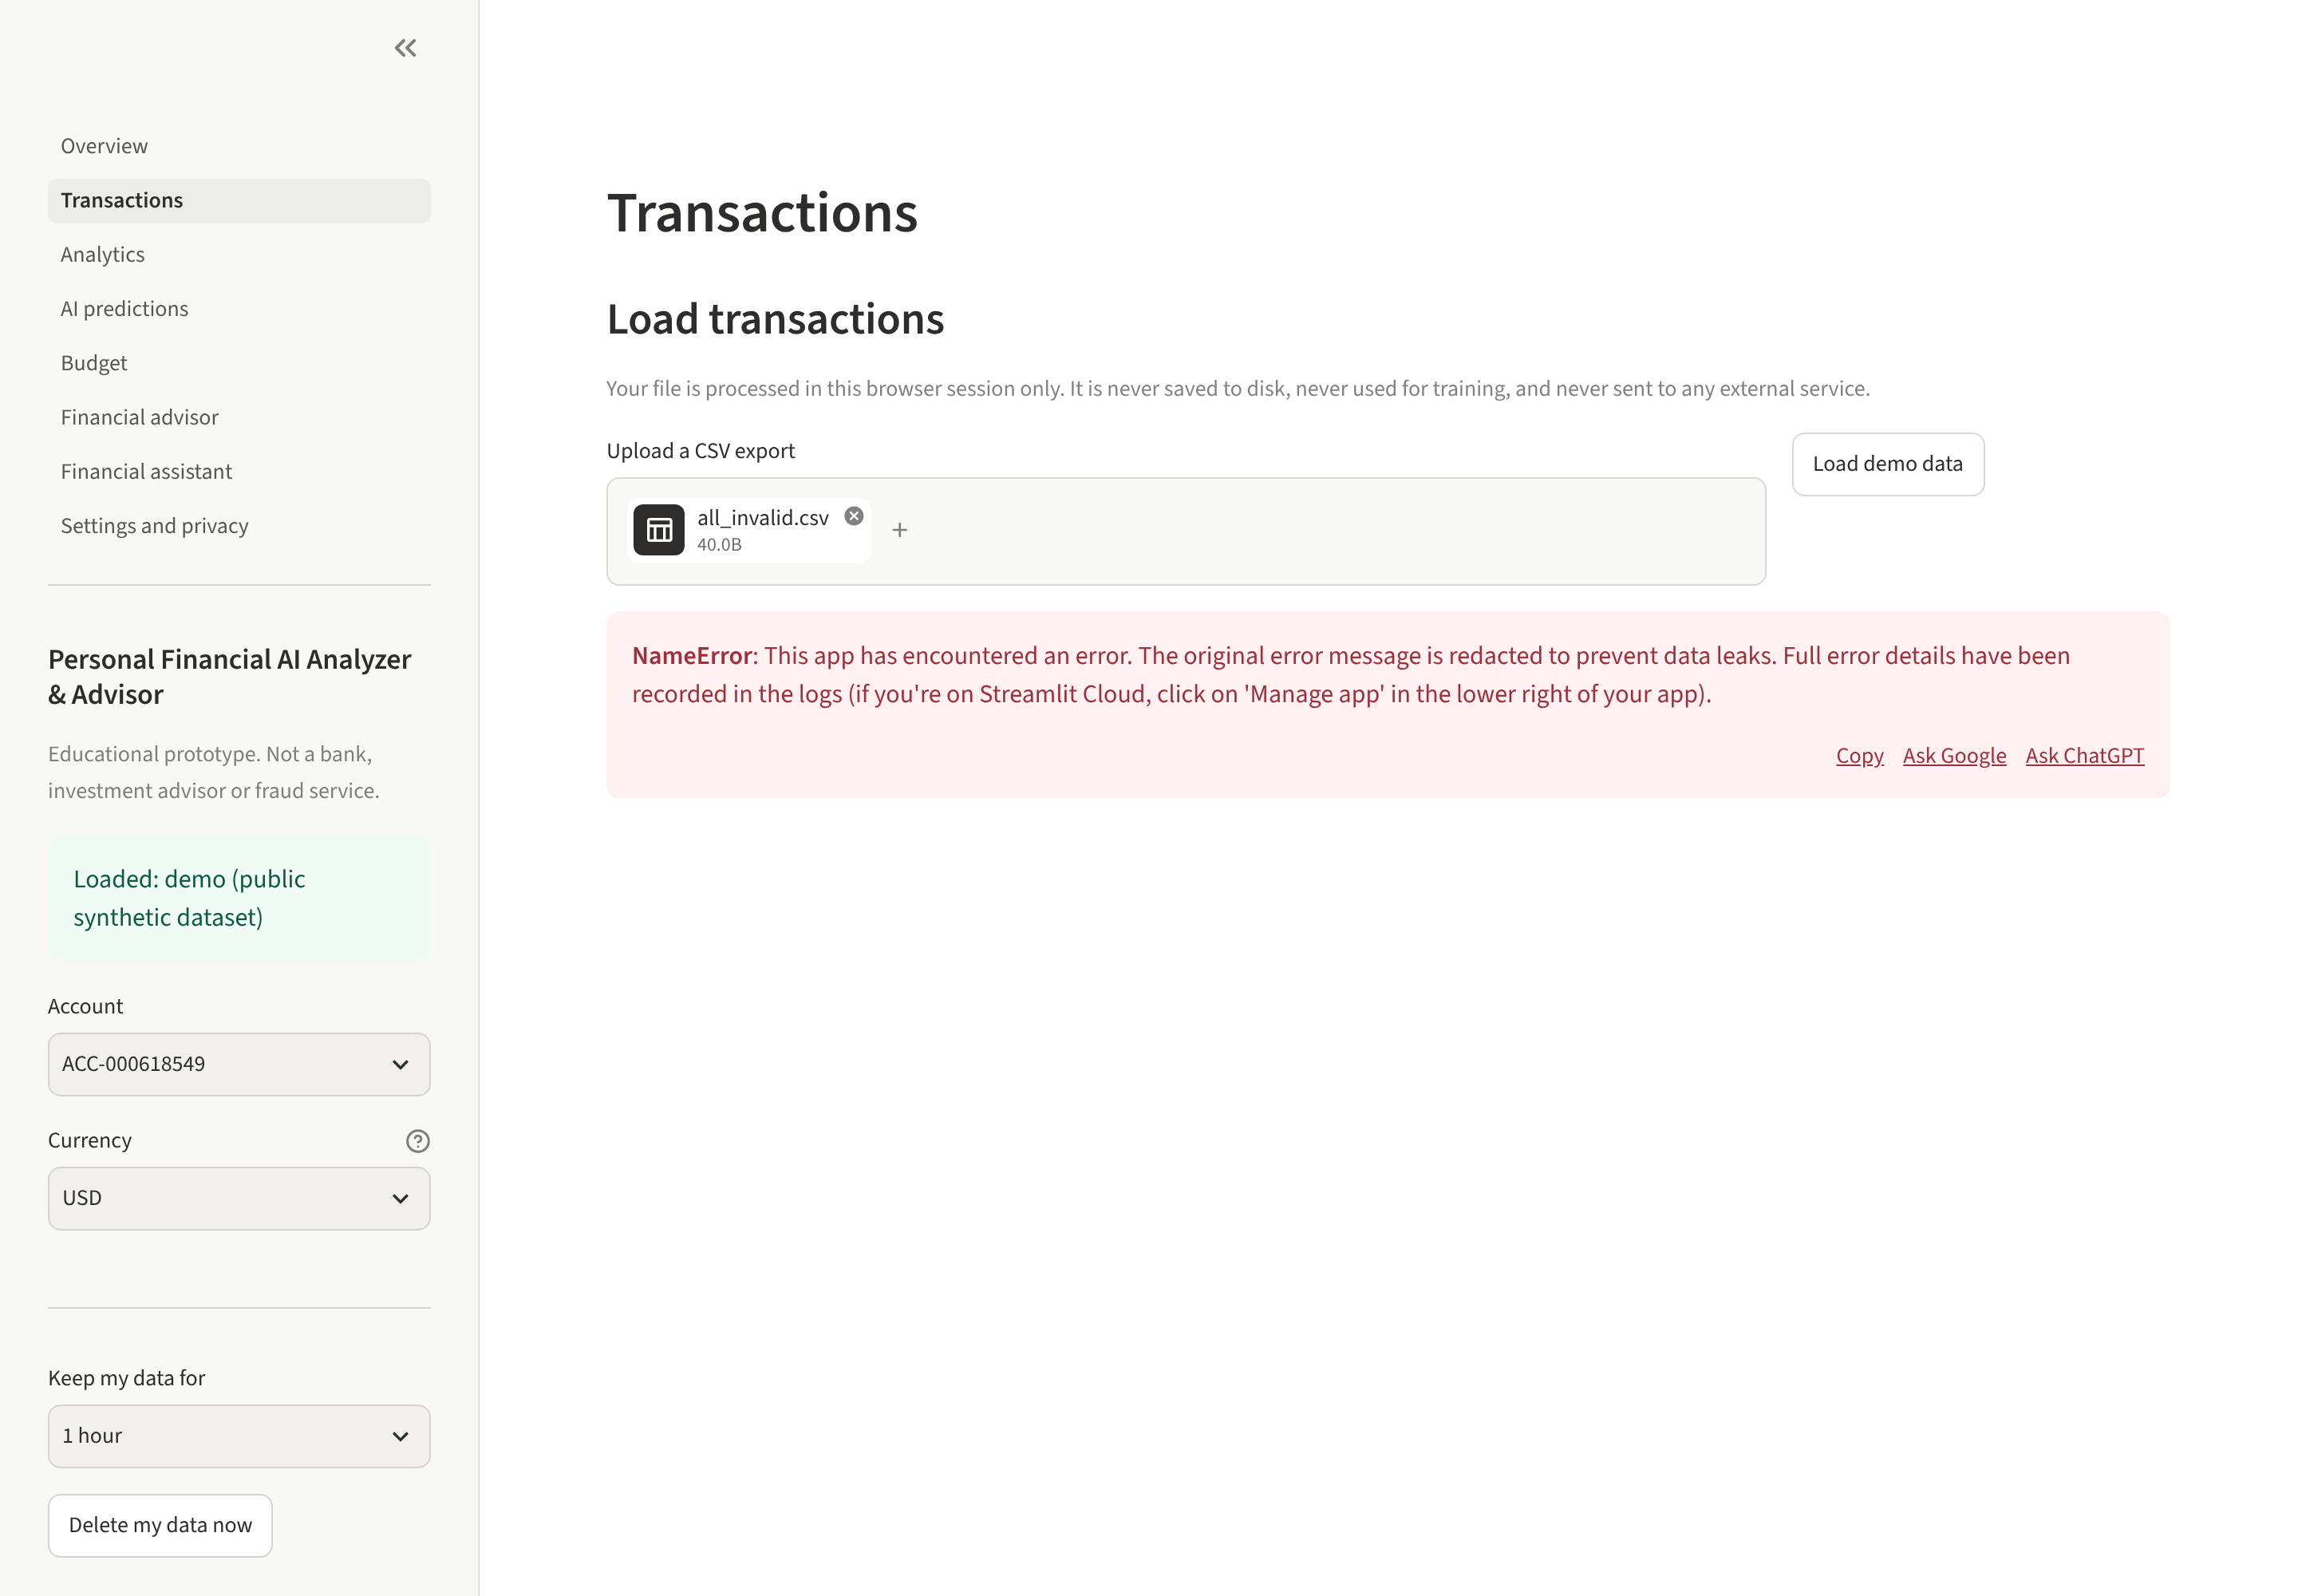 Overview
Transactions
Analytics
AI predictions
Budget
Financial advisor
Financial assistant
Settings and privacy
Personal Financial AI Analyzer
& Advisor
Educational prototype. Not a bank,
investment advisor or fraud service.
Loaded: demo (public
synthetic dataset)
Account
ACC-000618549
Currency
USD
Keep my data for
1 hour
Delete my data now
Transactions
Load transactions
Your file is processed in this browser session only. It is never saved to disk, never used for training, and never sent to any external service.
Upload a CSV export
Load demo data
all_invalid.csv
40.0B
NameError: This app has encountered an error. The original error message is redacted to prevent data leaks. Full error details have been
recorded in the logs (if you're on Streamlit Cloud, click on 'Manage app' in the lower right of your app).
Copy Ask Google Ask ChatGPT